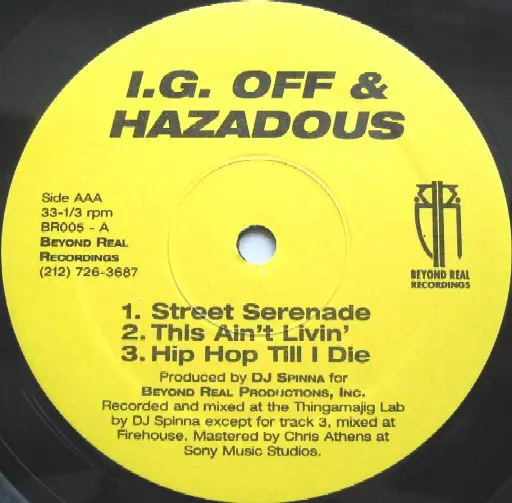 I.G. OFF &
HAZADOUS
Side AAA
33-1/3 rpm
BR005 - A
BEYOND REAL
RECORDINGS
(212) 726-3687
BEYOND REAL
RECORDINGS
1. Street Serenade
2. This Ain't Livin'
3. Hip Hop Till I Die
Produced by DJ SPINNA for
BEYOND REAL PRODUCTIONS, INC.
Recorded and mixed at the Thingamajig Lab
by DJ Spinna except for track 3, mixed at
Firehouse. Mastered by Chris Athens at
Sony Music Studios.